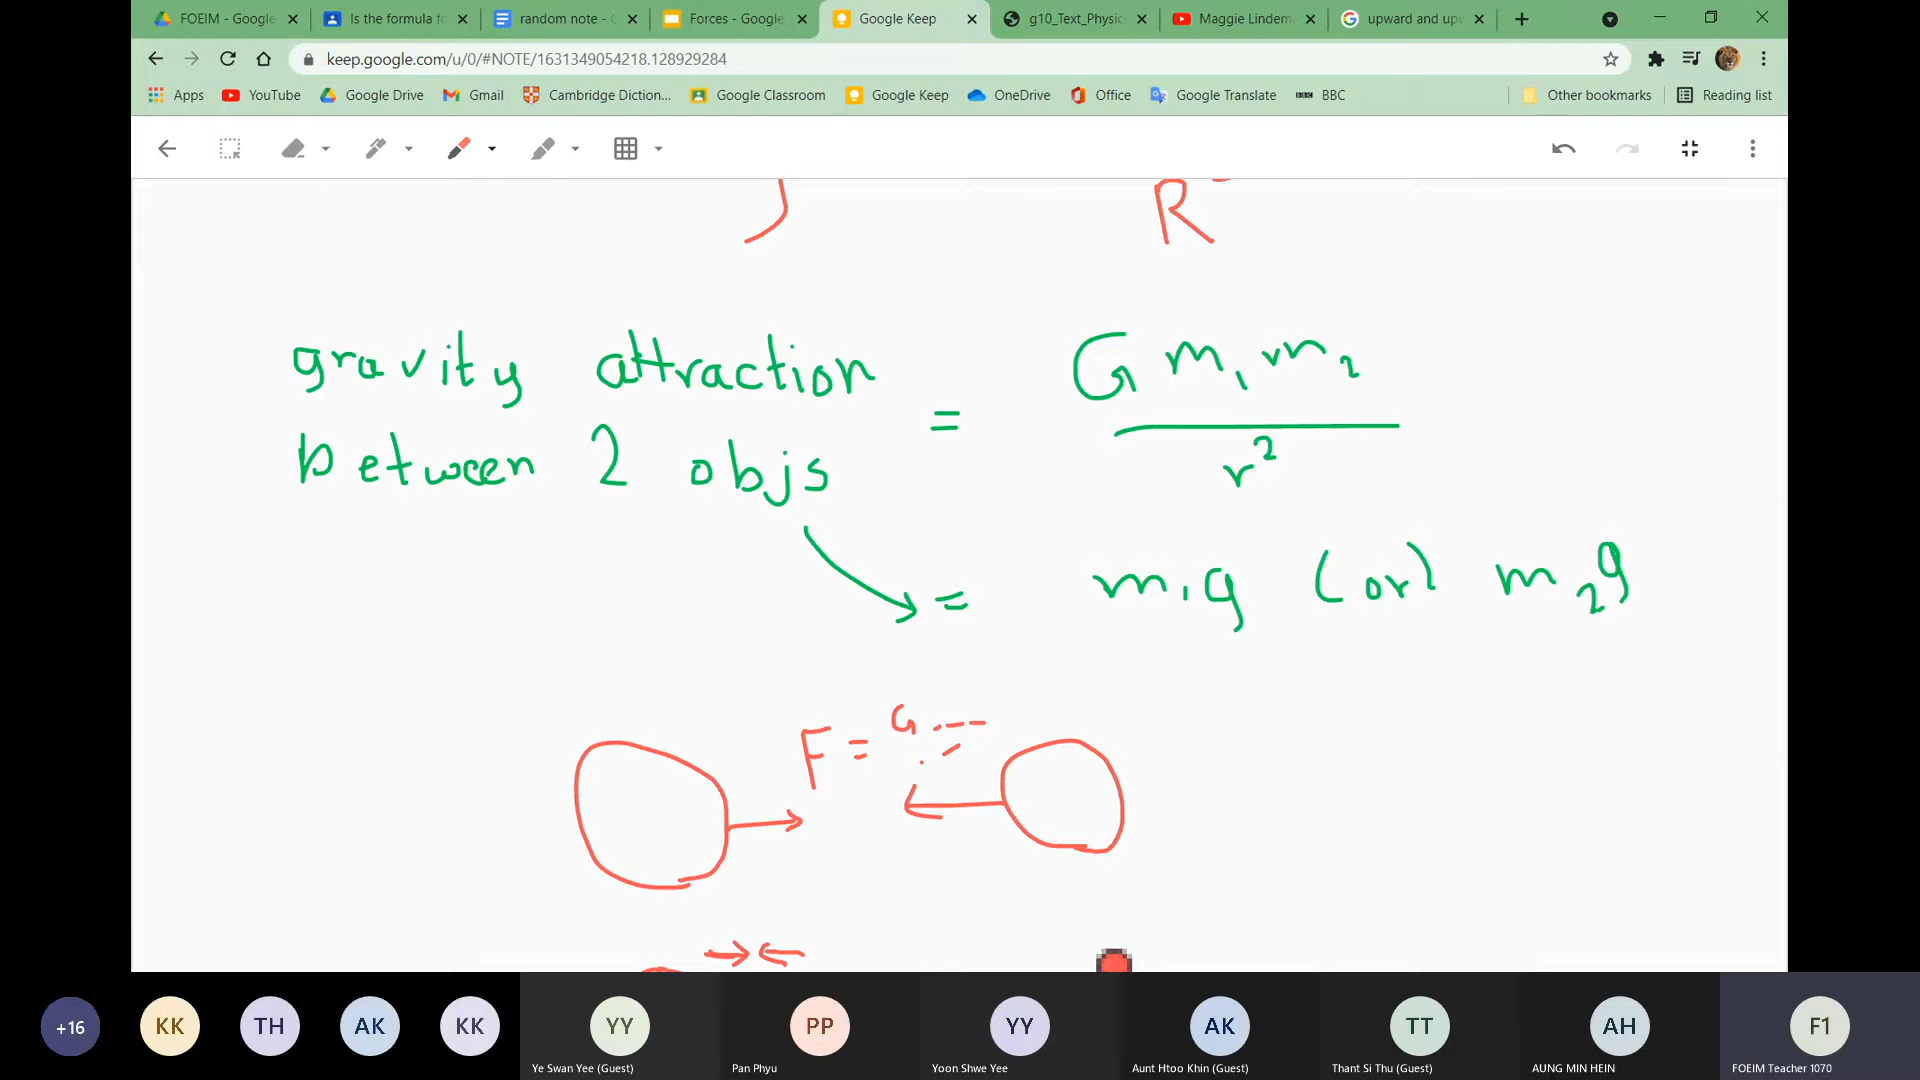 FOEIM - Google
Is the formula fo
random note - G
Forces - Google
Google Keep
g10_Text_Physic
Maggie Lindem
upward and upw
keep.google.com/u/0/#NOTE/1631349054218.128929284
Apps
YouTube
Google Drive
Gmail
Cambridge Diction...
Google Classroom
Google Keep
OneDrive
Office
Google Translate
BBC
Other bookmarks
Reading list
R
gravity attraction
between 2 objs
=
G m₁ m₂
r²
= m₁g (or) m₂g
F = G
+16
KK
TH
AK
KK
YY
PP
YY
AK
TT
AH
F1
Ye Swan Yee (Guest)
Pan Phyu
Yoon Shwe Yee
Aunt Htoo Khin (Guest)
Thant Si Thu (Guest)
AUNG MIN HEIN
FOEIM Teacher 1070